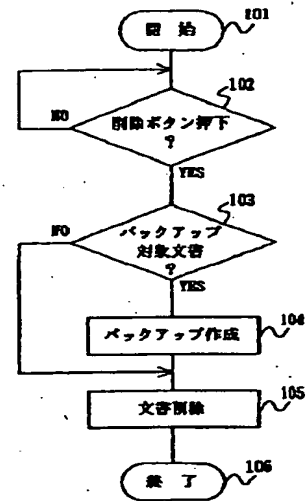 開始
101
102
削除ボタン押下
?
NO
YES
103
バックアップ
対象文書
?
NO
YES
104
バックアップ作成
105
文書削除
終了
106